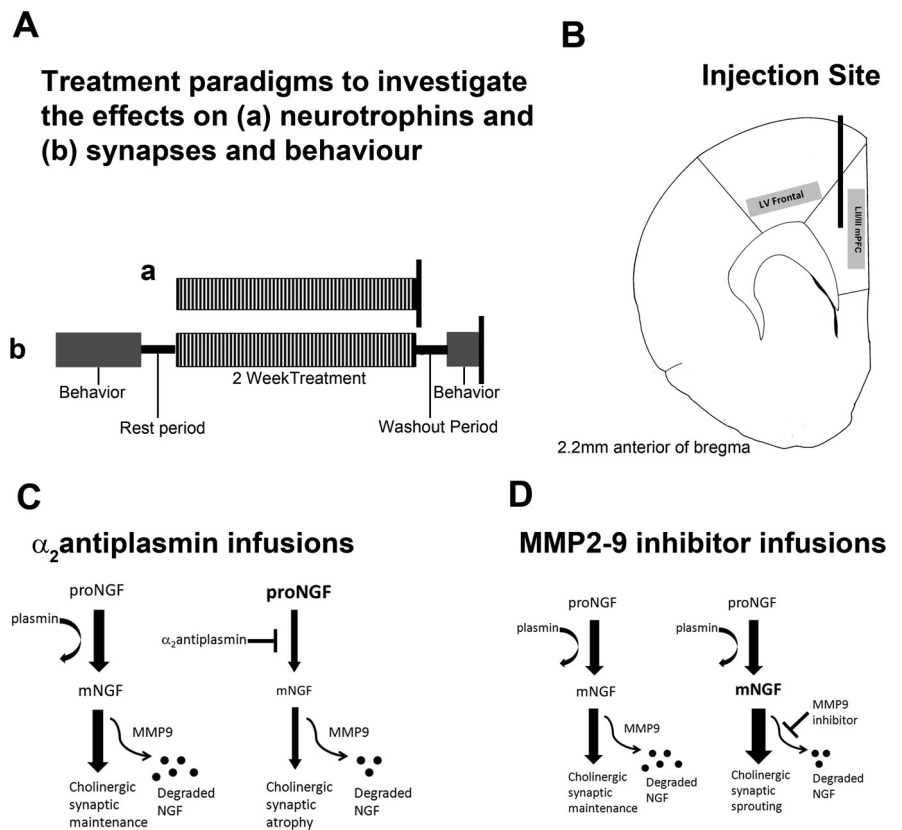 A
Treatment paradigms to investigate
the effects on (a) neurotrophins and
(b) synapses and behaviour
a
b
2 WeekTreatment
Behavior
Behavior
Rest period
Washout Period
B
Injection Site
LV Frontal
LII/III mPFC
2.2mm anterior of bregma
C
α₂antiplasmin infusions
proNGF
plasmin
mNGF
MMP9
Cholinergic
synaptic
maintenance
Degraded
NGF
proNGF
α₂antiplasmin
mNGF
MMP9
Cholinergic
synaptic
atrophy
Degraded
NGF
D
MMP2-9 inhibitor infusions
proNGF
plasmin
mNGF
MMP9
Cholinergic
synaptic
maintenance
Degraded
NGF
proNGF
plasmin
mNGF
MMP9
inhibitor
Cholinergic
synaptic
sprouting
Degraded
NGF